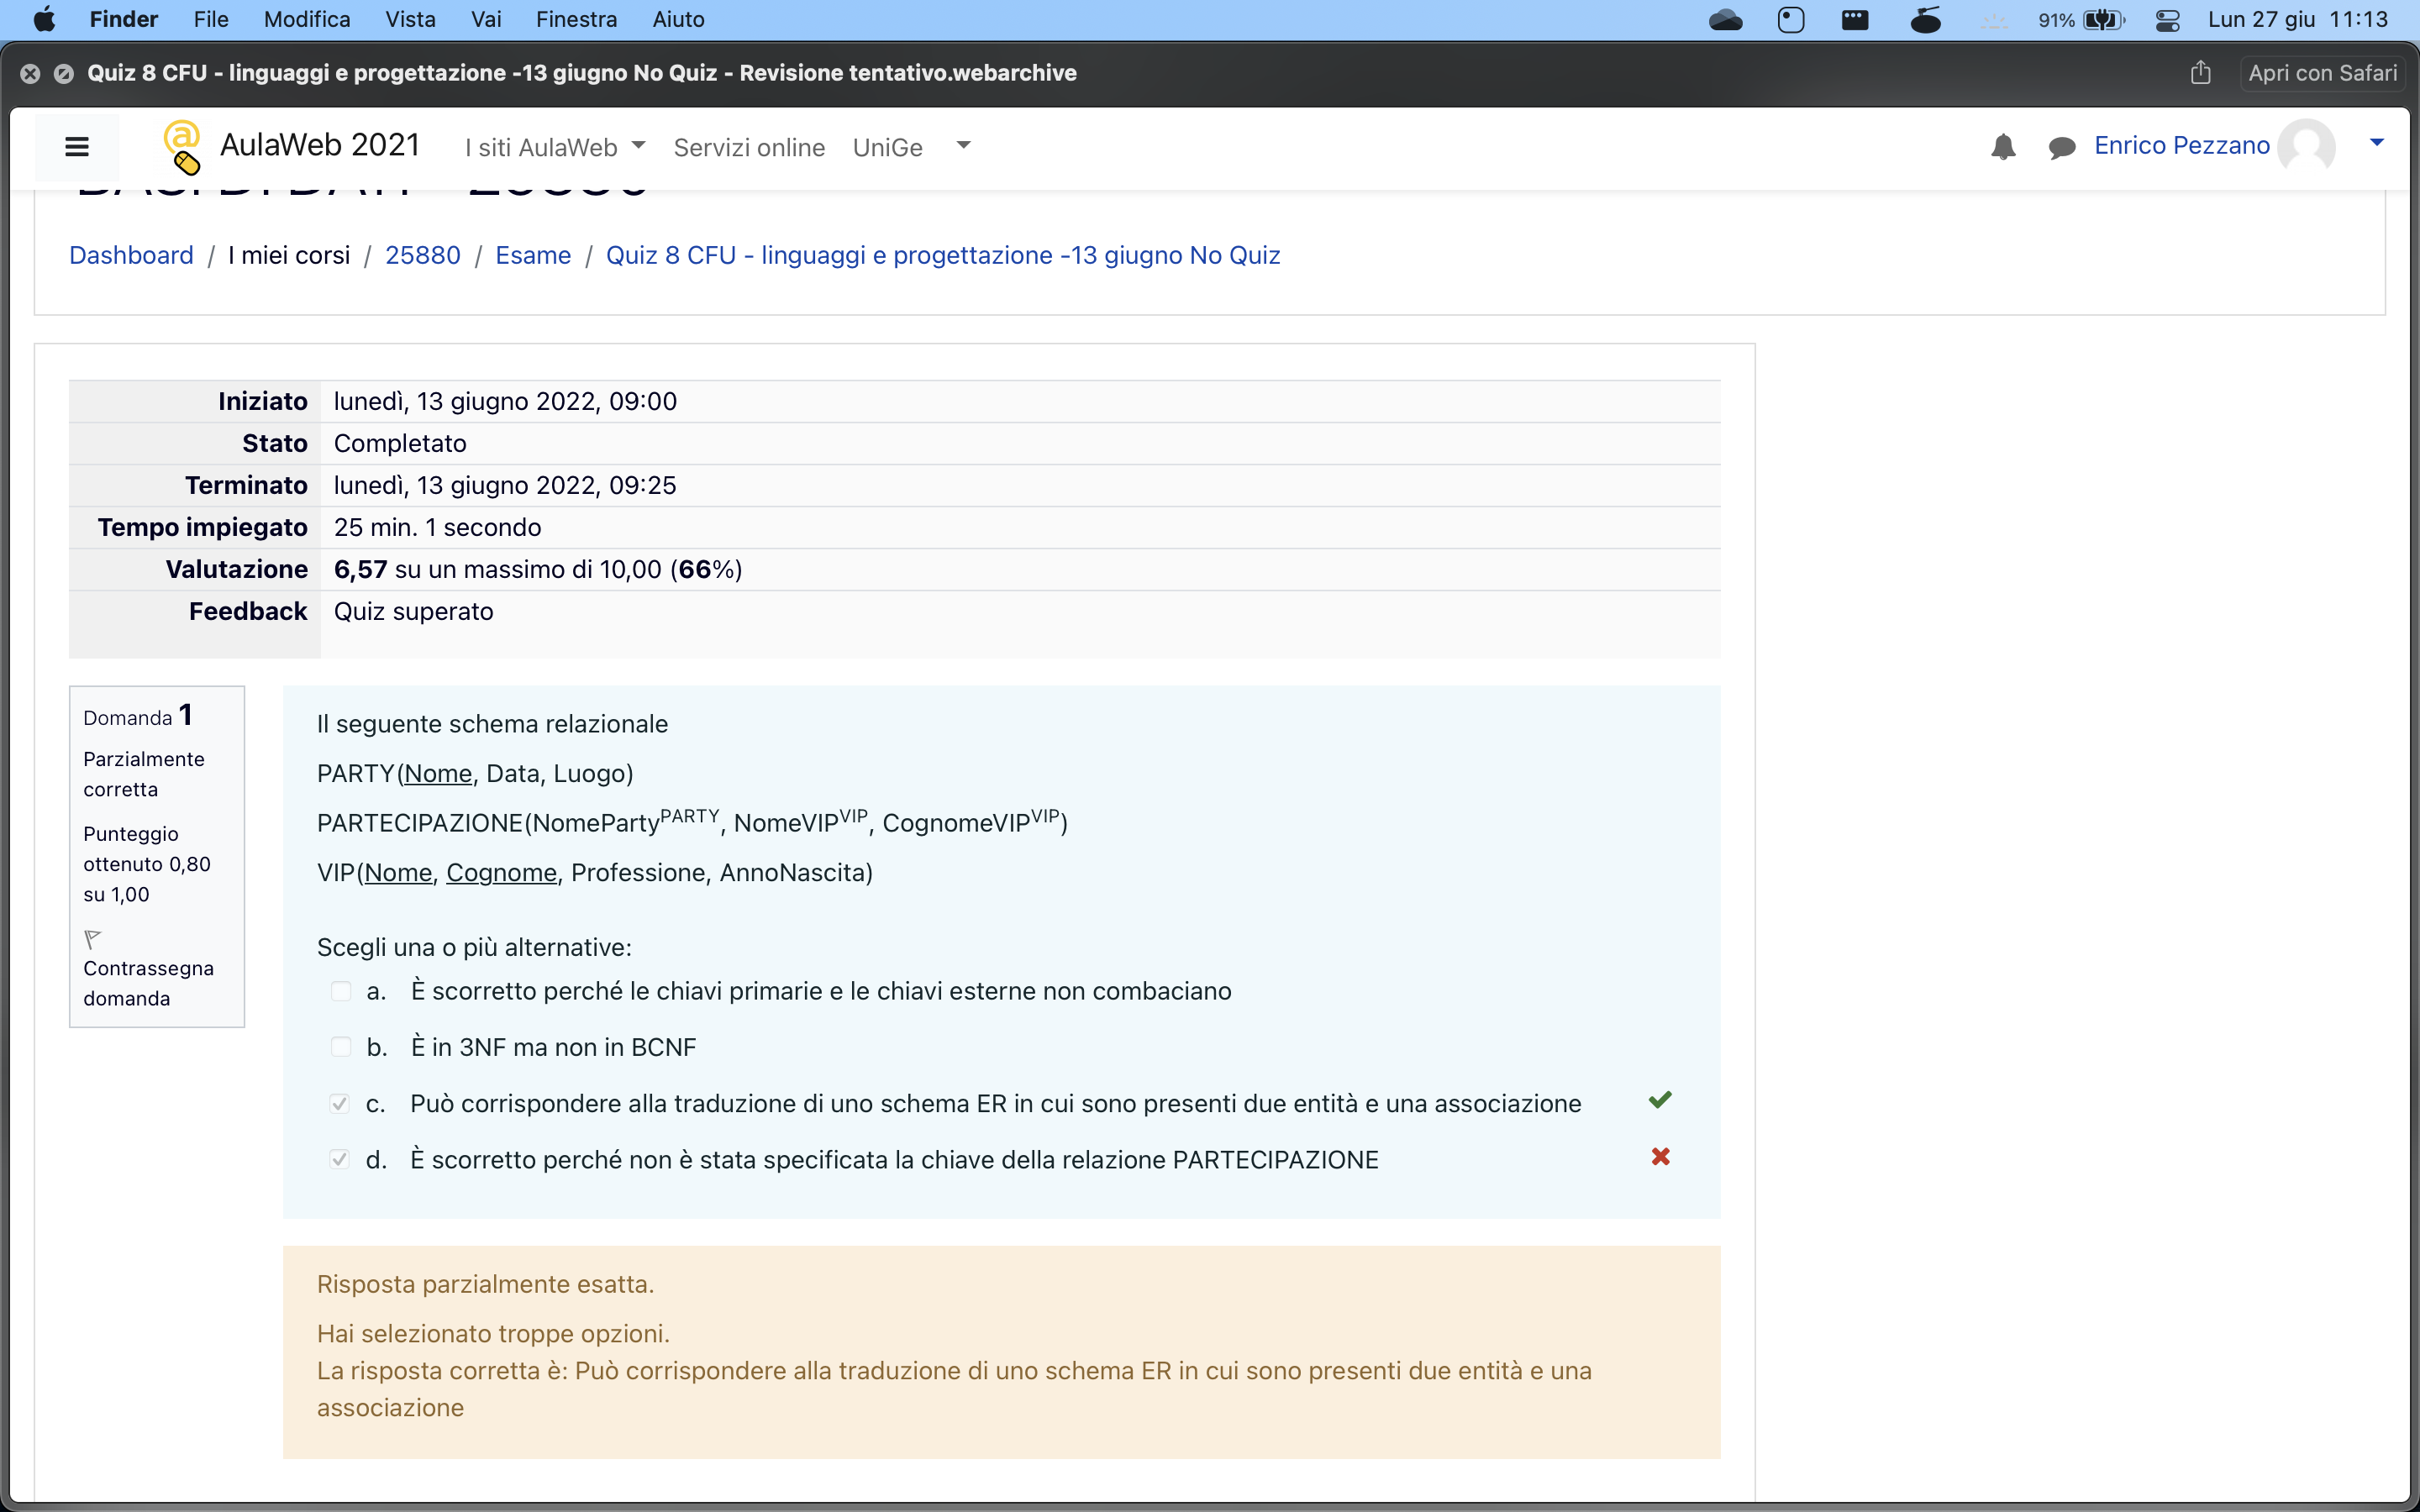 Finder File Modifica Vista Vai Finestra Aiuto 91% Lun 27 giu 11:13
Quiz 8 CFU - linguaggi e progettazione -13 giugno No Quiz - Revisione tentativo.webarchive Apri con Safari
AulaWeb 2021 I siti AulaWeb Servizi online UniGe Enrico Pezzano
Dashboard / I miei corsi / 25880 / Esame / Quiz 8 CFU - linguaggi e progettazione -13 giugno No Quiz
Iniziato lunedì, 13 giugno 2022, 09:00
Stato Completato
Terminato lunedì, 13 giugno 2022, 09:25
Tempo impiegato 25 min. 1 secondo
Valutazione 6,57 su un massimo di 10,00 (66%)
Feedback Quiz superato
Domanda 1
Parzialmente
corretta
Punteggio
ottenuto 0,80
su 1,00
Contrassegna
domanda
Il seguente schema relazionale
PARTY(Nome, Data, Luogo)
PARTECIPAZIONE(NomePartyPARTY, NomeVIPVIP, CognomeVIPVIP)
VIP(Nome, Cognome, Professione, AnnoNascita)
Scegli una o più alternative:
a. È scorretto perché le chiavi primarie e le chiavi esterne non combaciano
b. È in 3NF ma non in BCNF
c. Può corrispondere alla traduzione di uno schema ER in cui sono presenti due entità e una associazione
d. È scorretto perché non è stata specificata la chiave della relazione PARTECIPAZIONE
Risposta parzialmente esatta.
Hai selezionato troppe opzioni.
La risposta corretta è: Può corrispondere alla traduzione di uno schema ER in cui sono presenti due entità e una
associazione